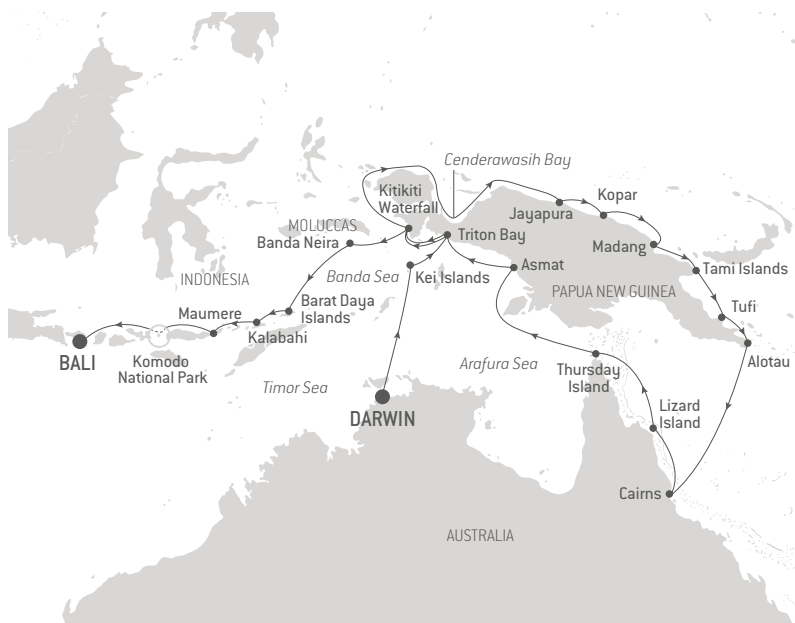 Cenderawasih Bay
Kitikiti
Waterfall
Kopar
Jayapura
MOLUCCAS
Banda Neira
Triton Bay
Madang
Asmat
Tami Islands
Banda Sea
Kei Islands
INDONESIA
PAPUA NEW GUINEA
Barat Daya
Islands
Maumere
Tufi
Kalabahi
BALI
Komodo
National Park
Arafura Sea
Thursday
Island
Alotau
Timor Sea
DARWIN
Lizard
Island
Cairns
AUSTRALIA